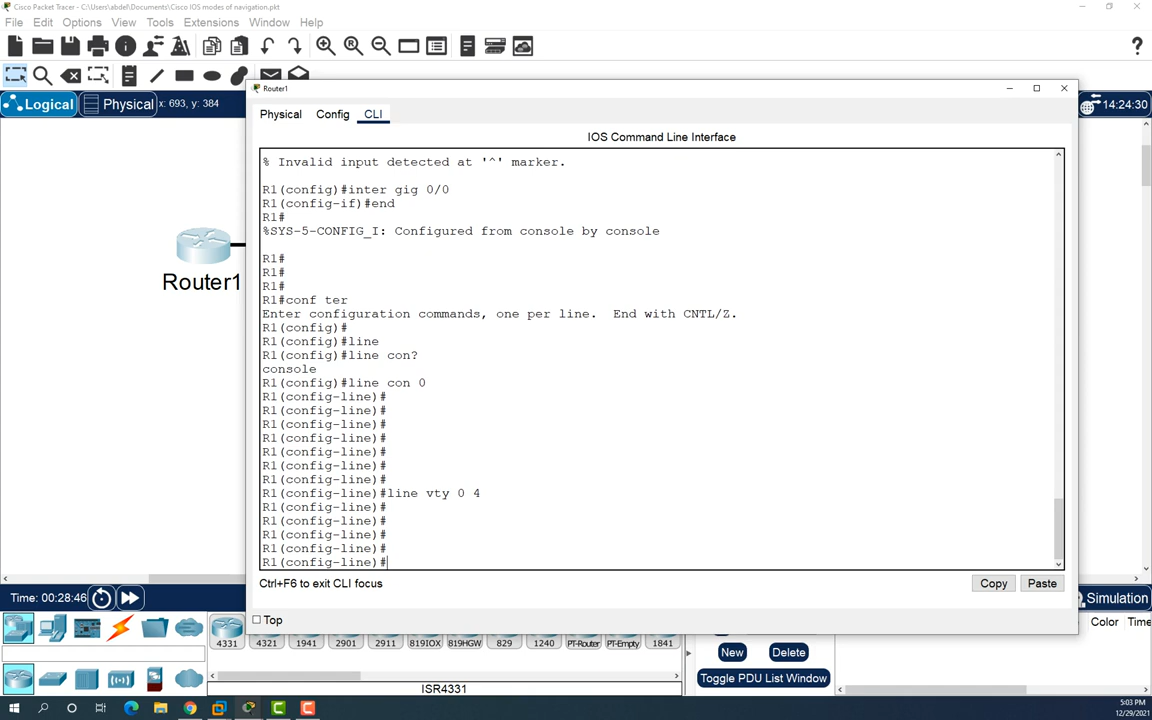 Cisco Packet Tracer - C:\Users\abdel\Documents\Cisco IOS modes of navigation.pkt
File Edit Options View Tools Extensions Window Help
Logical Physical x: 693, y: 384
14:24:30
Router1
Router1
Physical Config CLI
IOS Command Line Interface
% Invalid input detected at '^' marker.
R1(config)#inter gig 0/0
R1(config-if)#end
R1#
%SYS-5-CONFIG_I: Configured from console by console
R1#
R1#
R1#
R1#conf ter
Enter configuration commands, one per line.  End with CNTL/Z.
R1(config)#
R1(config)#line
R1(config)#line con?
console
R1(config)#line con 0
R1(config-line)#
R1(config-line)#
R1(config-line)#
R1(config-line)#
R1(config-line)#
R1(config-line)#
R1(config-line)#
R1(config-line)#line vty 0 4
R1(config-line)#
R1(config-line)#
R1(config-line)#
R1(config-line)#
R1(config-line)#
Ctrl+F6 to exit CLI focus
Copy Paste
Top
Time: 00:28:46
Simulation
Color Time
4331 4321 1941 2901 2911 819IOX 819HGW 829 1240 PT-Router PT-Empty 1841
New Delete
Toggle PDU List Window
ISR4331
5:03 PM
12/29/2021